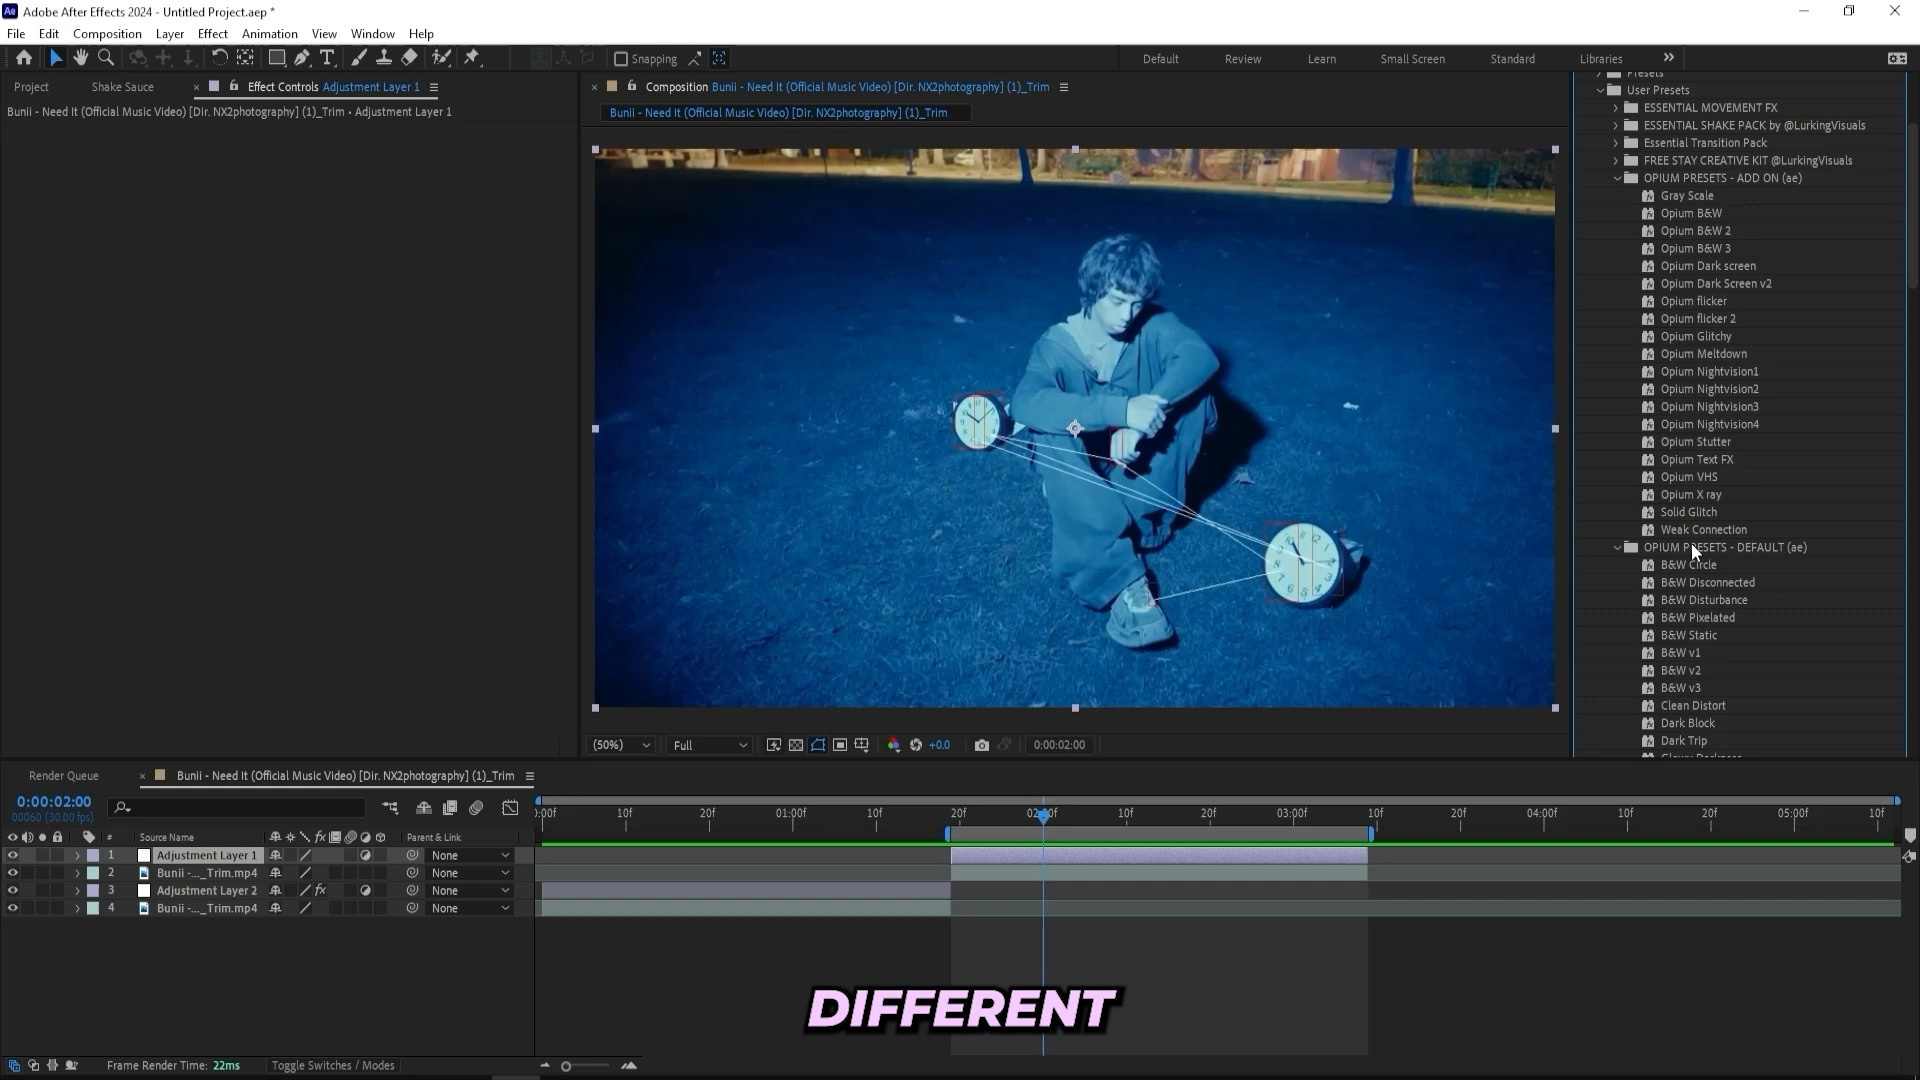 Ae Adobe After Effects 2024 - Untitled Project.aep *
File Edit Composition Layer Effect Animation View Window Help
Snapping
Default Review Learn Small Screen Standard Libraries
Project Shake Sauce Effect Controls Adjustment Layer 1
Bunii - Need It (Official Music Video) [Dir. NX2photography] (1)_Trim • Adjustment Layer 1
Composition Bunii - Need It (Official Music Video) [Dir. NX2photography] (1)_Trim
Bunii - Need It (Official Music Video) [Dir. NX2photography] (1)_Trim
Presets
User Presets
ESSENTIAL MOVEMENT FX
ESSENTIAL SHAKE PACK by @LurkingVisuals
Essential Transition Pack
FREE STAY CREATIVE KIT @LurkingVisuals
OPIUM PRESETS - ADD ON (ae)
Gray Scale
Opium B&W
Opium B&W 2
Opium B&W 3
Opium Dark screen
Opium Dark Screen v2
Opium flicker
Opium flicker 2
Opium Glitchy
Opium Meltdown
Opium Nightvision1
Opium Nightvision2
Opium Nightvision3
Opium Nightvision4
Opium Stutter
Opium Text FX
Opium VHS
Opium X ray
Solid Glitch
Weak Connection
OPIUM PRESETS - DEFAULT (ae)
B&W Circle
B&W Disconnected
B&W Disturbance
B&W Pixelated
B&W Static
B&W v1
B&W v2
B&W v3
Clean Distort
Dark Block
Dark Trip
(50%) Full +0.0 0:00:02:00
Render Queue Bunii - Need It (Official Music Video) [Dir. NX2photography] (1)_Trim
0:00:02:00
00060 (30.00 fps)
:00f 10f 20f 01:00f 10f 20f 02:00f 10f 20f 03:00f 10f 20f 04:00f 10f 20f 05:00f 10f
# Source Name fx Parent & Link
1 Adjustment Layer 1 None
2 Bunii -..._Trim.mp4 None
3 Adjustment Layer 2 fx None
4 Bunii -..._Trim.mp4 None
DIFFERENT
Frame Render Time: 22ms Toggle Switches / Modes